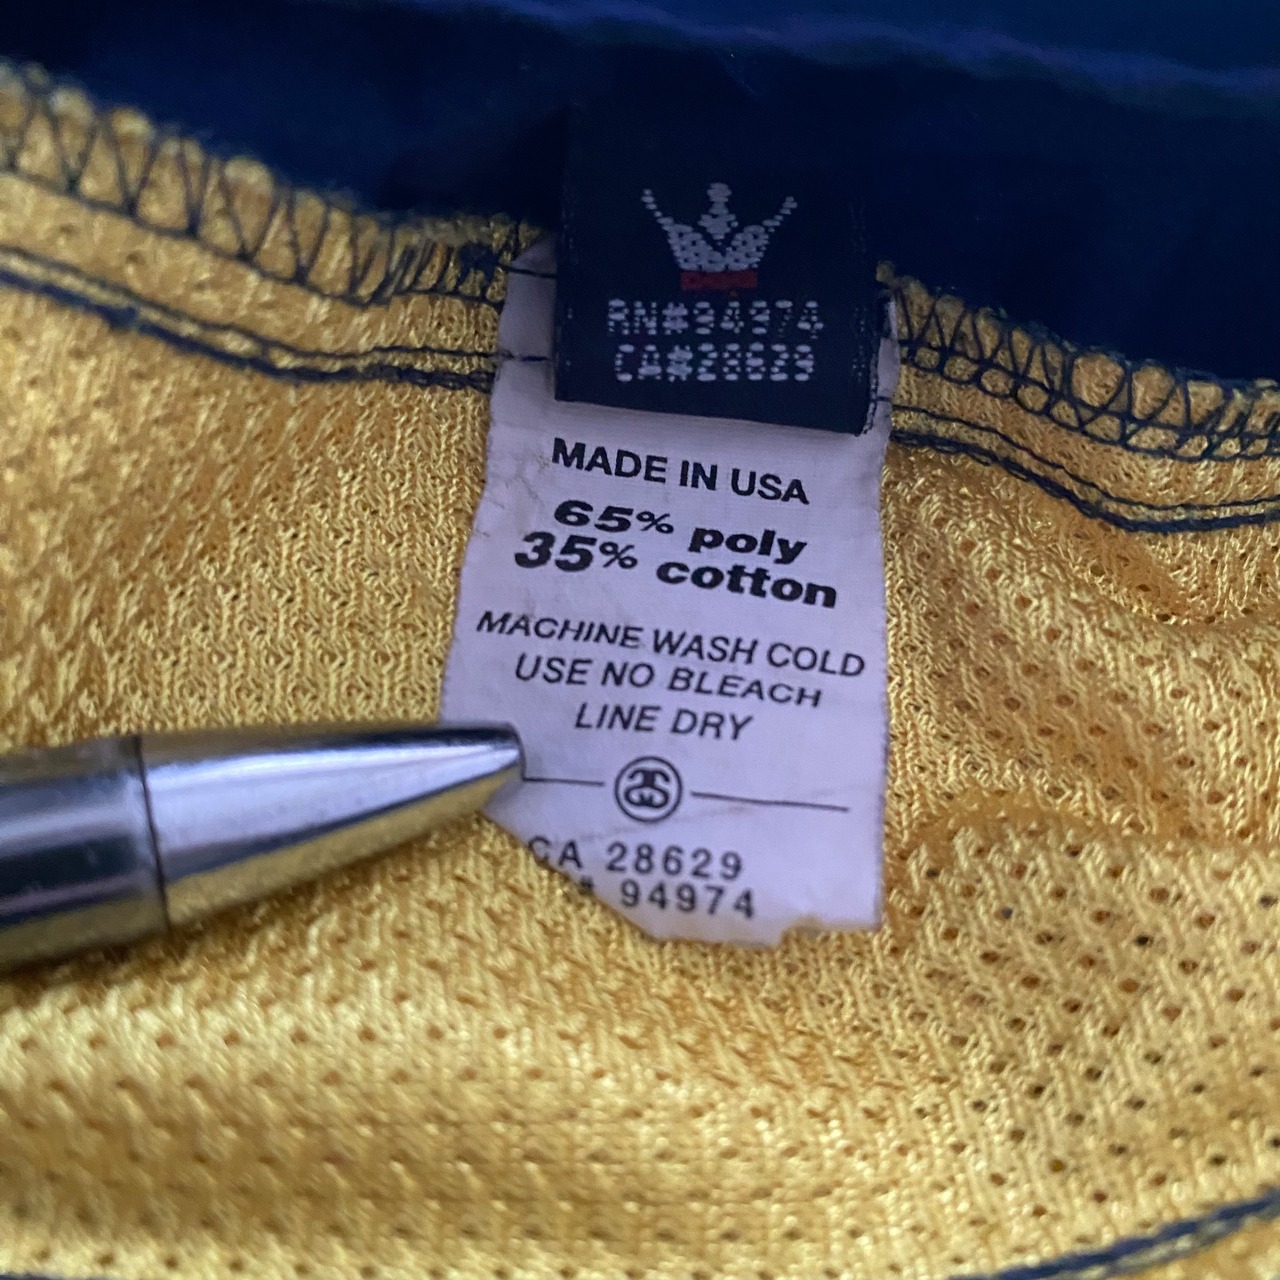 RN#94974
CA#28629
MADE IN USA
65% poly
35% cotton
MACHINE WASH COLD
USE NO BLEACH
LINE DRY
CA 28629
# 94974